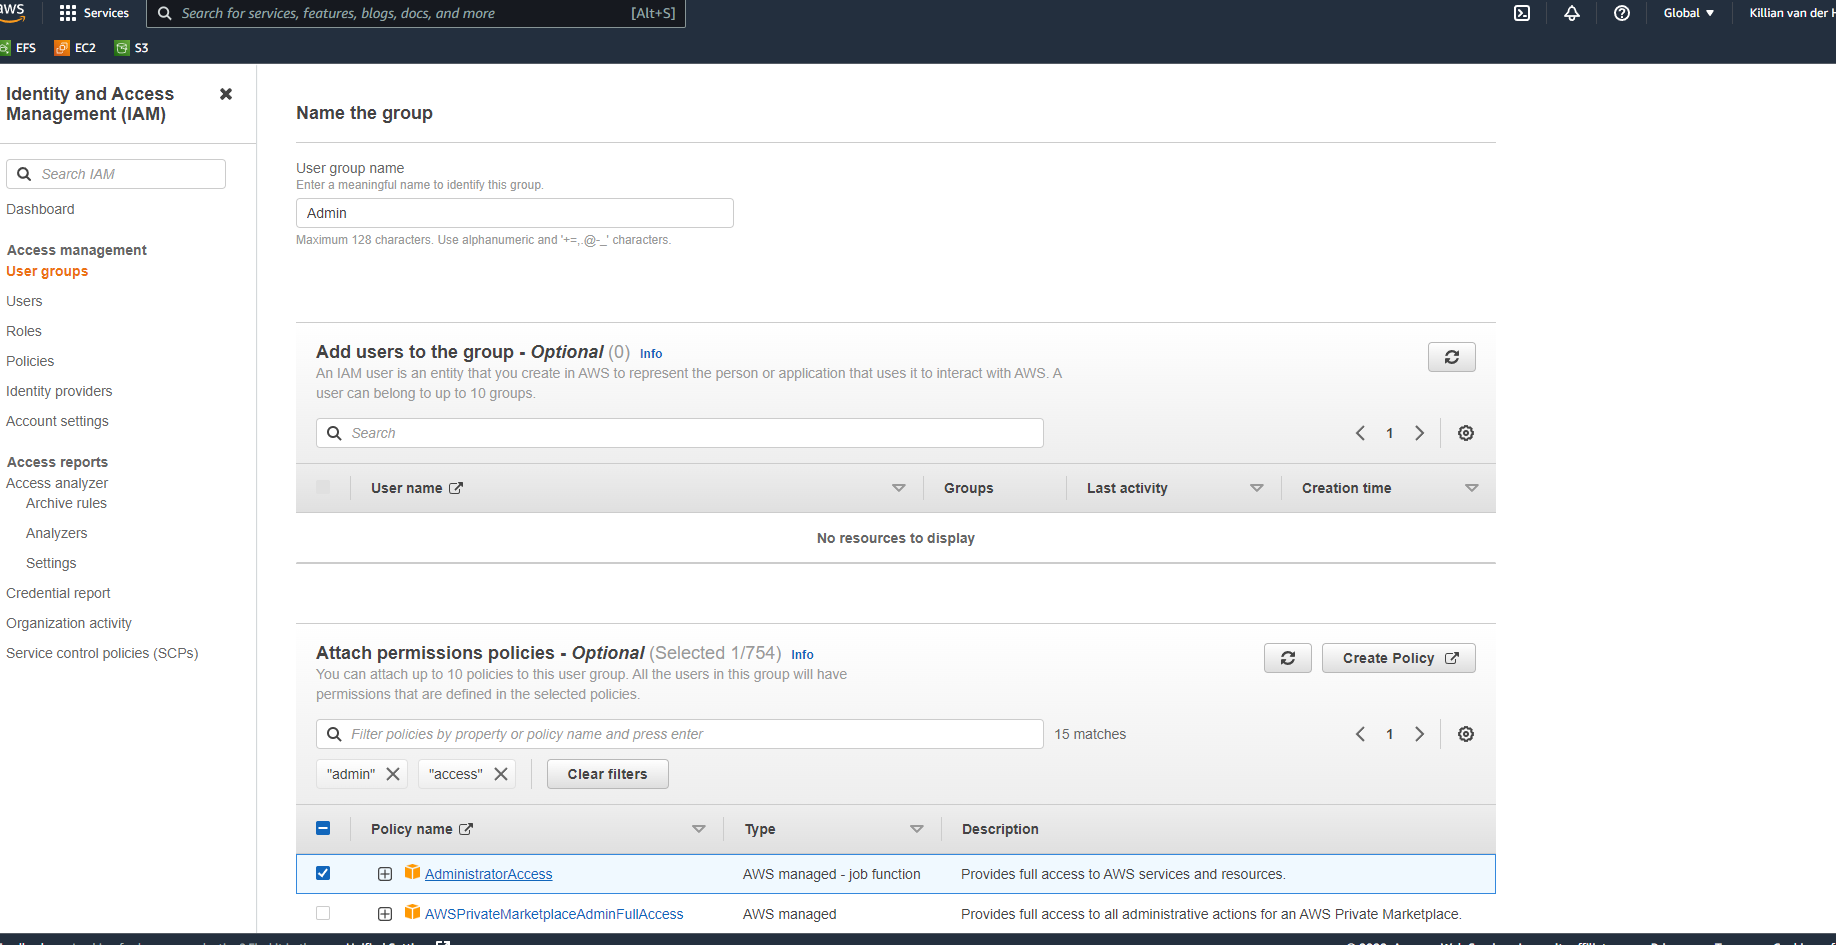 aws
Services
Search for services, features, blogs, docs, and more
[Alt+S]
Global
Killian van der H
EFS
EC2
S3
Identity and Access
Management (IAM)
Search IAM
Dashboard
Access management
User groups
Users
Roles
Policies
Identity providers
Account settings
Access reports
Access analyzer
Archive rules
Analyzers
Settings
Credential report
Organization activity
Service control policies (SCPs)
Name the group
User group name
Enter a meaningful name to identify this group.
Admin
Maximum 128 characters. Use alphanumeric and '+=,.@-_' characters.
Add users to the group - Optional (0) Info
An IAM user is an entity that you create in AWS to represent the person or application that uses it to interact with AWS. A
user can belong to up to 10 groups.
Search
1
User name
Groups
Last activity
Creation time
No resources to display
Attach permissions policies - Optional (Selected 1/754) Info
You can attach up to 10 policies to this user group. All the users in this group will have
permissions that are defined in the selected policies.
Create Policy
Filter policies by property or policy name and press enter
15 matches
1
"admin"
"access"
Clear filters
Policy name
Type
Description
AdministratorAccess
AWS managed - job function
Provides full access to AWS services and resources.
AWSPrivateMarketplaceAdminFullAccess
AWS managed
Provides full access to all administrative actions for an AWS Private Marketplace.